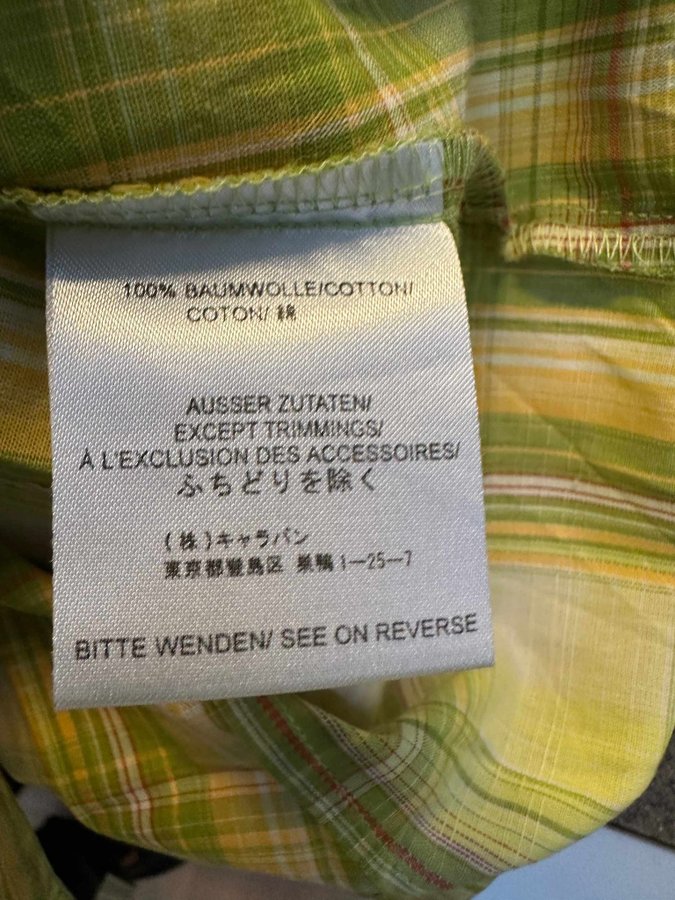 100% BAUMWOLLE/COTTON/
COTON/ 綿
AUSSER ZUTATEN/
EXCEPT TRIMMINGS/
À L'EXCLUSION DES ACCESSOIRES/
ふちどりを除く
(株)キャラバン
東京都豊島区 巣鴨1-25-7
BITTE WENDEN/ SEE ON REVERSE